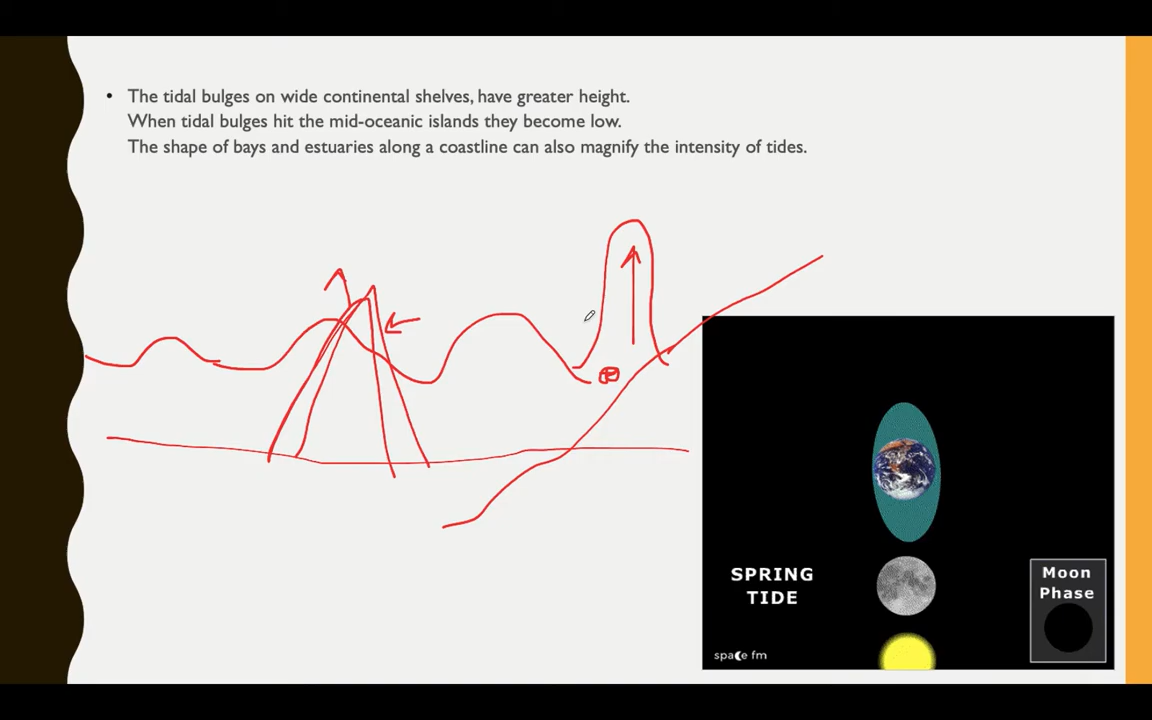 • The tidal bulges on wide continental shelves, have greater height.
When tidal bulges hit the mid-oceanic islands they become low.
The shape of bays and estuaries along a coastline can also magnify the intensity of tides.
SPRING
TIDE
Moon
Phase
space fm